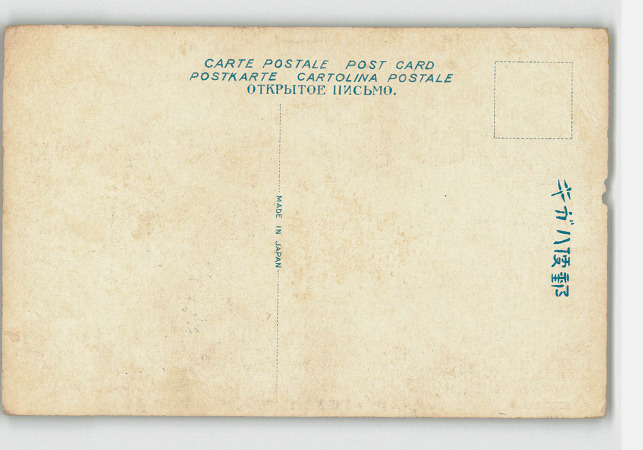 CARTE POSTALE POST CARD
POSTKARTE CARTOLINA POSTALE
ОТКРЫТОЕ ПИСЬМО.
MADE IN JAPAN
キガハ便郵